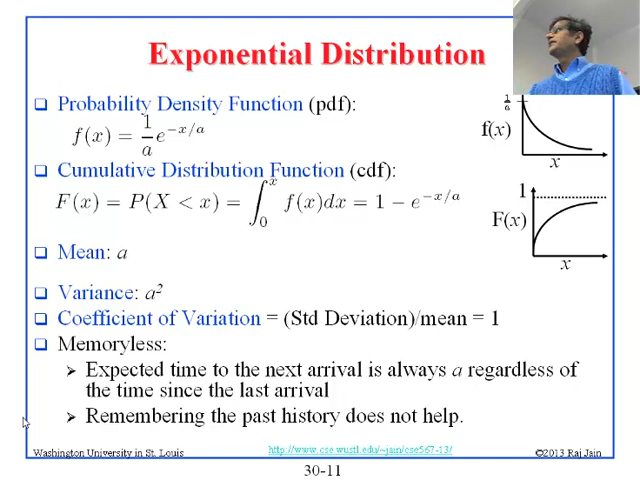 Exponential Distribution
Probability Density Function (pdf):
f(x) = 1/a e^{-x/a}
Cumulative Distribution Function (cdf):
F(x) = P(X < x) = ∫_0^x f(x)dx = 1 − e^{-x/a}
Mean: a
Variance: a²
Coefficient of Variation = (Std Deviation)/mean = 1
Memoryless:
Expected time to the next arrival is always a regardless of
the time since the last arrival
Remembering the past history does not help.
1/a
f(x)
x
1
F(x)
x
Washington University in St. Louis
http://www.cse.wustl.edu/~jain/cse567-13/
©2013 Raj Jain
30-11